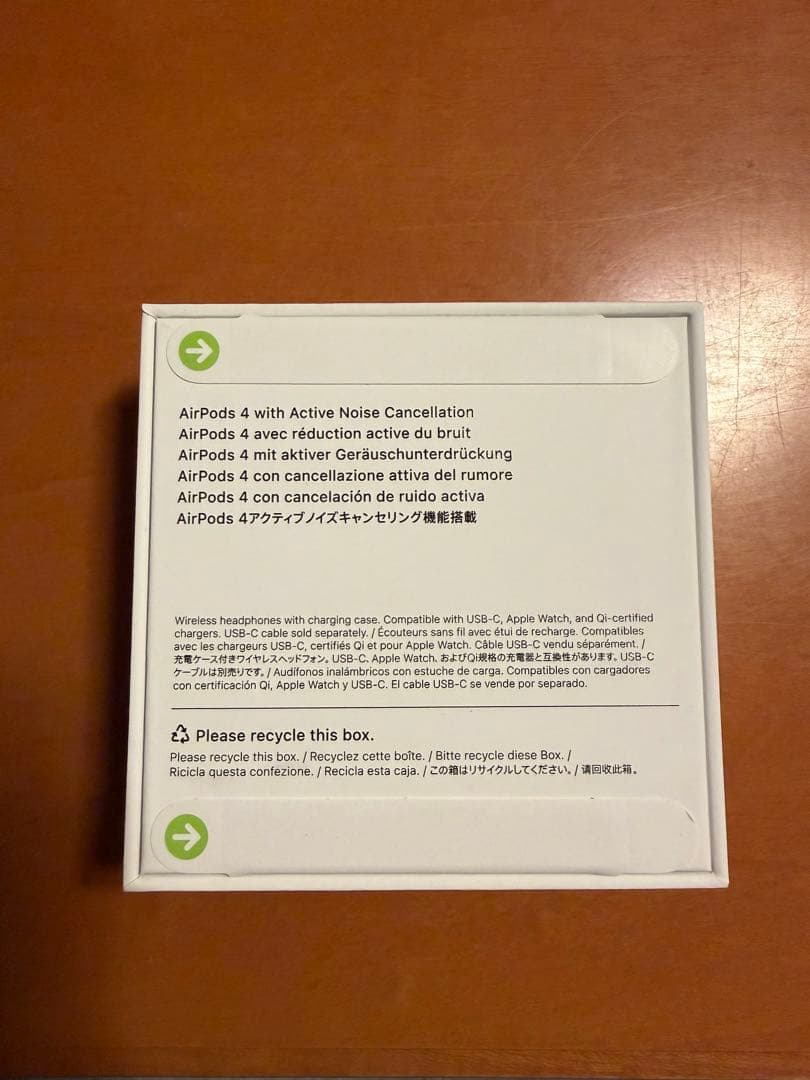 AirPods 4 with Active Noise Cancellation
AirPods 4 avec réduction active du bruit
AirPods 4 mit aktiver Geräuschunterdrückung
AirPods 4 con cancellazione attiva del rumore
AirPods 4 con cancelación de ruido activa
AirPods 4アクティブノイズキャンセリング機能搭載
Wireless headphones with charging case. Compatible with USB-C, Apple Watch, and Qi-certified
chargers. USB-C cable sold separately. / Écouteurs sans fil avec étui de recharge. Compatibles
avec les chargeurs USB-C, certifiés Qi et pour Apple Watch. Câble USB-C vendu séparément. /
充電ケース付きワイヤレスヘッドフォン。USB-C、Apple Watch、およびQi規格の充電器と互換性があります。USB-C
ケーブルは別売りです。/ Audífonos inalámbricos con estuche de carga. Compatibles con cargadores
con certificación Qi, Apple Watch y USB-C. El cable USB-C se vende por separado.
Please recycle this box.
Please recycle this box. / Recyclez cette boîte. / Bitte recycle diese Box. /
Ricicla questa confezione. / Recicla esta caja. / この箱はリサイクルしてください。/ 请回收此箱。